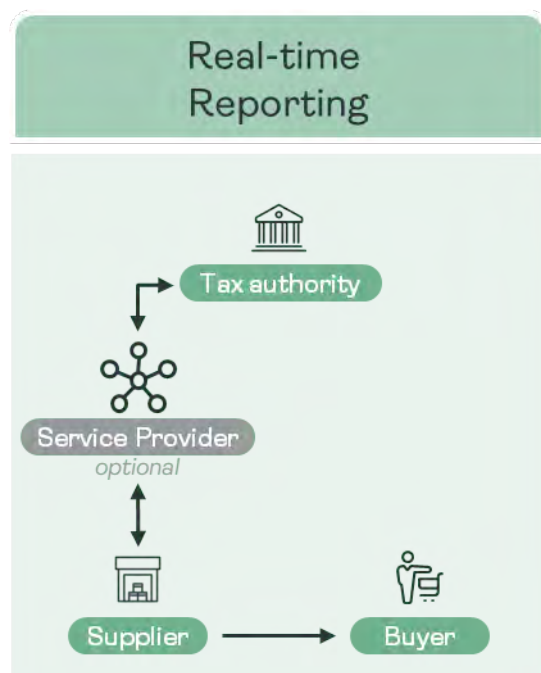 Real-time
Reporting
Tax authority
Service Provider
optional
Supplier
Buyer